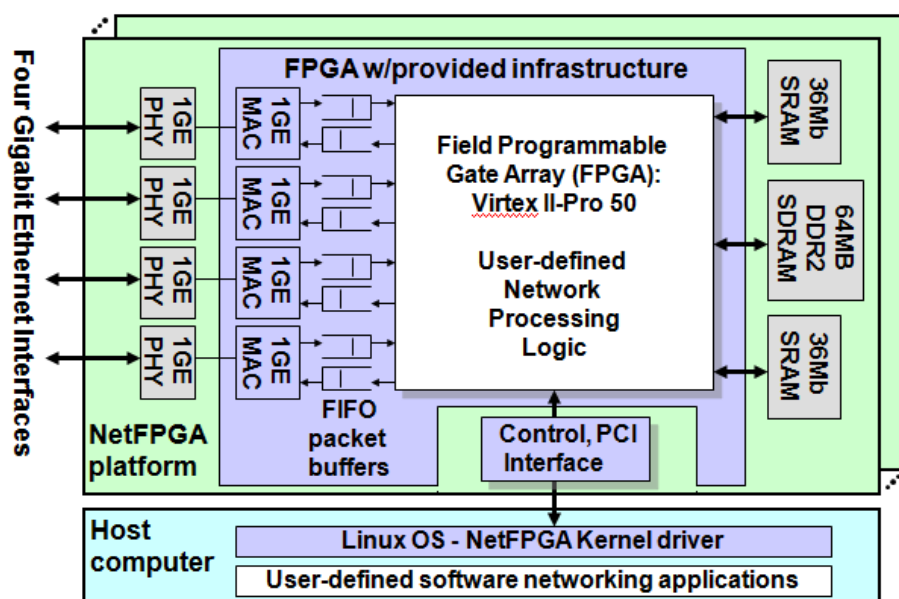 Four Gigabit Ethernet Interfaces
1GE
PHY
1GE
PHY
1GE
PHY
1GE
PHY
FPGA w/provided infrastructure
1GE
MAC
1GE
MAC
1GE
MAC
1GE
MAC
FIFO
packet
buffers
Field Programmable
Gate Array (FPGA):
Virtex II-Pro 50
User-defined
Network
Processing
Logic
36Mb
SRAM
64MB
DDR2
SDRAM
36Mb
SRAM
NetFPGA
platform
Control, PCI
Interface
Host
computer
Linux OS - NetFPGA Kernel driver
User-defined software networking applications